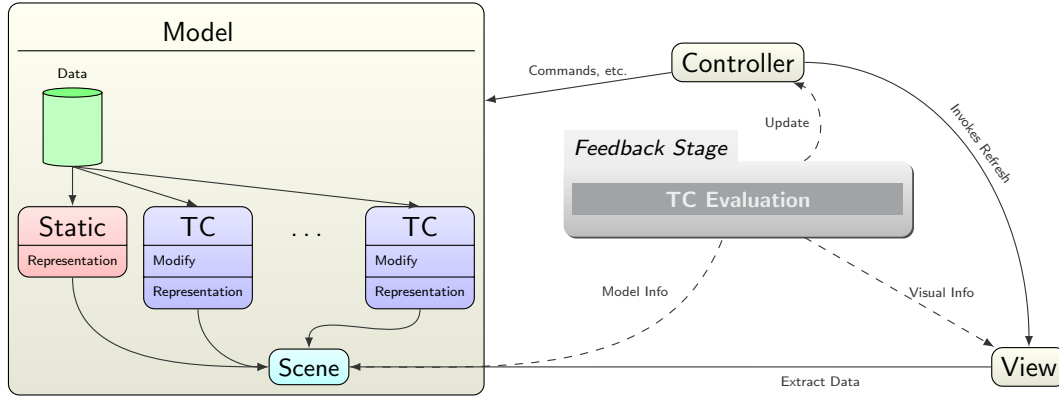 Model
Data
Static
Representation
TC
Modify
Representation
. . .
TC
Modify
Representation
Scene
Commands, etc.
Controller
Update
Invokes Refresh
Feedback Stage
TC Evaluation
Model Info
Visual Info
View
Extract Data